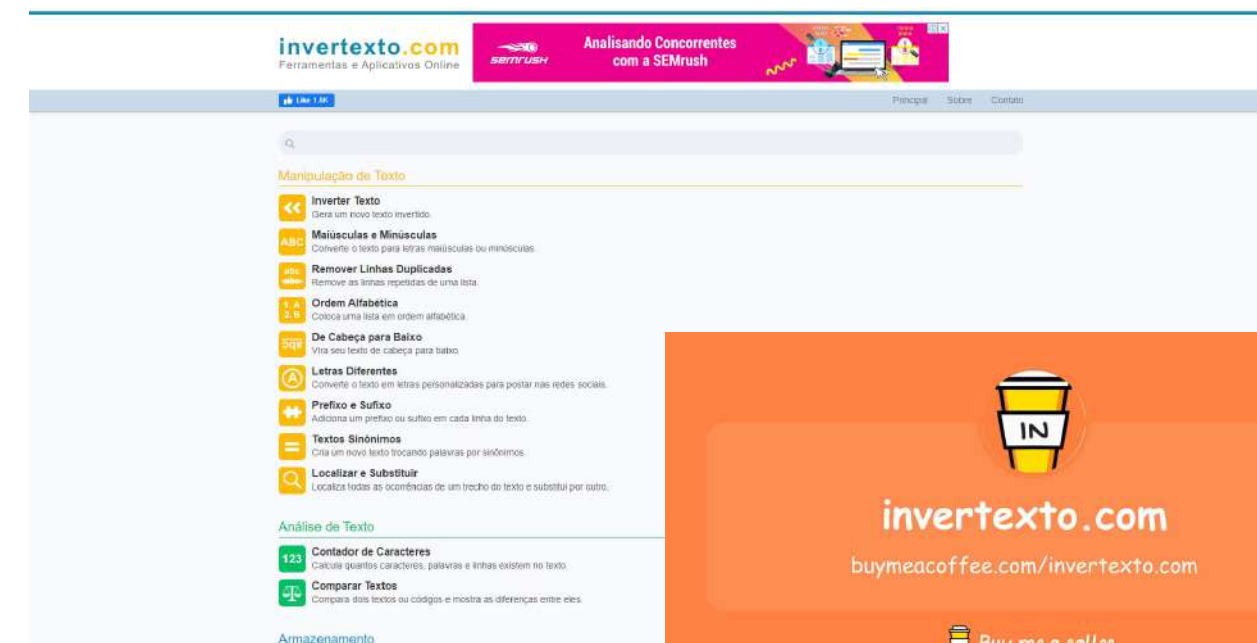 invertexto.com
Ferramentas e Aplicativos Online
SEMRUSH
Analisando Concorrentes
com a SEMrush
Like 1.8K
Principal Sobre Contato
Manipulação de Texto
Inverter Texto
Gera um novo texto invertido.
ABC
Maiúsculas e Minúsculas
Converte o texto para letras maiúsculas ou minúsculas.
Remover Linhas Duplicadas
Remove as linhas repetidas de uma lista.
1. A
2. B
Ordem Alfabética
Coloca uma lista em ordem alfabética.
De Cabeça para Baixo
Vira seu texto de cabeça para baixo.
A
Letras Diferentes
Converte o texto em letras personalizadas para postar nas redes sociais.
Prefixo e Sufixo
Adiciona um prefixo ou sufixo em cada linha do texto.
Textos Sinônimos
Cria um novo texto trocando palavras por sinônimos.
Localizar e Substituir
Localiza todas as ocorrências de um trecho do texto e substitui por outro.
Análise de Texto
123
Contador de Caracteres
Calcula quantos caracteres, palavras e linhas existem no texto.
Comparar Textos
Compara dois textos ou códigos e mostra as diferenças entre eles.
Armazenamento
IN
invertexto.com
buymeacoffee.com/invertexto.com
Buy me a coffee